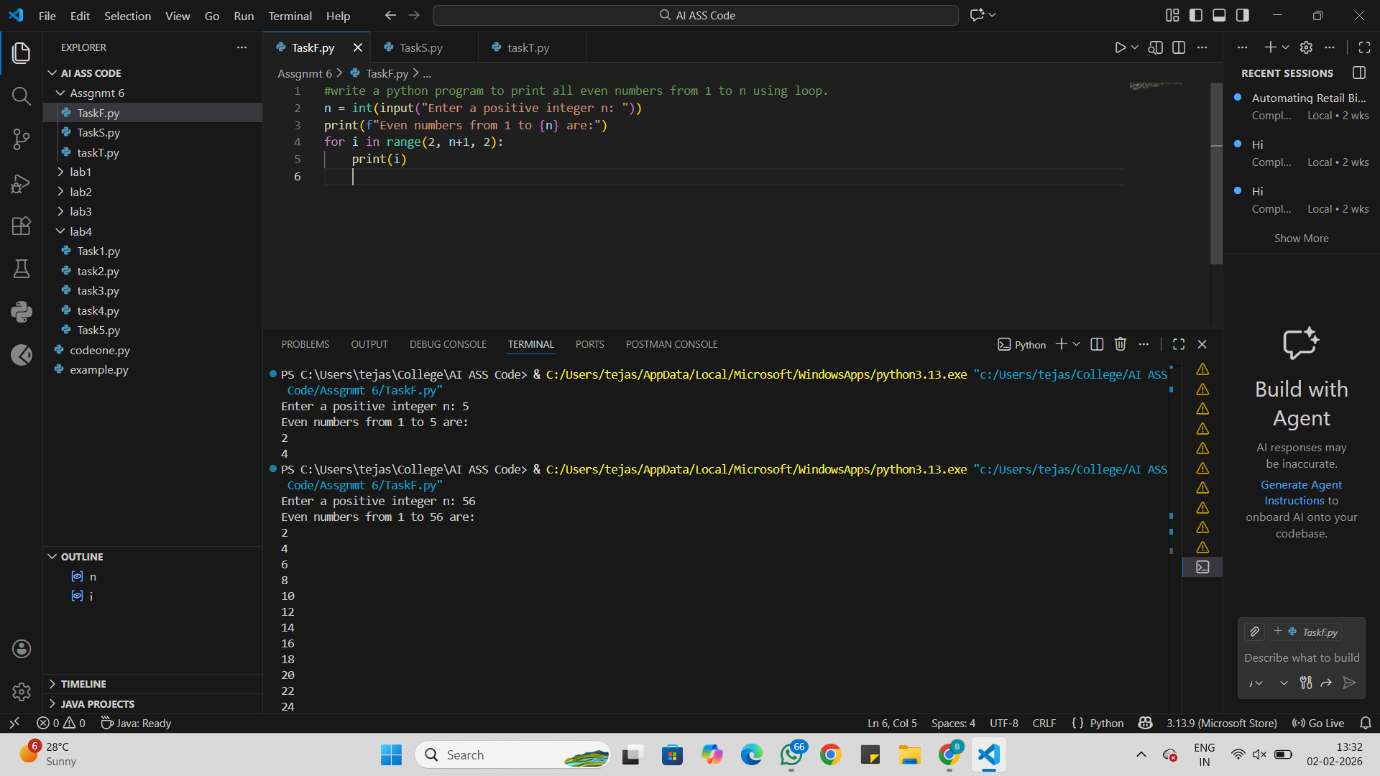 File Edit Selection View Go Run Terminal Help
AI ASS Code
EXPLORER
AI ASS CODE
Assgnmt 6
TaskF.py
TaskS.py
taskT.py
lab1
lab2
lab3
lab4
Task1.py
task2.py
task3.py
task4.py
Task5.py
codeone.py
example.py
OUTLINE
n
i
TIMELINE
JAVA PROJECTS
TaskF.py TaskS.py taskT.py
Assgnmt 6 > TaskF.py > ...
1 #write a python program to print all even numbers from 1 to n using loop.
2 n = int(input("Enter a positive integer n: "))
3 print(f"Even numbers from 1 to {n} are:")
4 for i in range(2, n+1, 2):
5 print(i)
6
PROBLEMS OUTPUT DEBUG CONSOLE TERMINAL PORTS POSTMAN CONSOLE
Python
PS C:\Users\tejas\College\AI ASS Code> & C:/Users/tejas/AppData/Local/Microsoft/WindowsApps/python3.13.exe "c:/Users/tejas/College/AI ASS
Code/Assgnmt 6/TaskF.py"
Enter a positive integer n: 5
Even numbers from 1 to 5 are:
2
4
PS C:\Users\tejas\College\AI ASS Code> & C:/Users/tejas/AppData/Local/Microsoft/WindowsApps/python3.13.exe "c:/Users/tejas/College/AI ASS
Code/Assgnmt 6/TaskF.py"
Enter a positive integer n: 56
Even numbers from 1 to 56 are:
2
4
6
8
10
12
14
16
18
20
22
24
RECENT SESSIONS
Automating Retail Bi...
Compl... Local • 2 wks
Hi
Compl... Local • 2 wks
Hi
Compl... Local • 2 wks
Show More
Build with
Agent
AI responses may
be inaccurate.
Generate Agent
Instructions to
onboard AI onto your
codebase.
TaskF.py
Describe what to build
0 0 Java: Ready
Ln 6, Col 5 Spaces: 4 UTF-8 CRLF { } Python 3.13.9 (Microsoft Store) Go Live
6
28°C
Sunny
Search
66
B
ENG
IN
13:32
02-02-2026